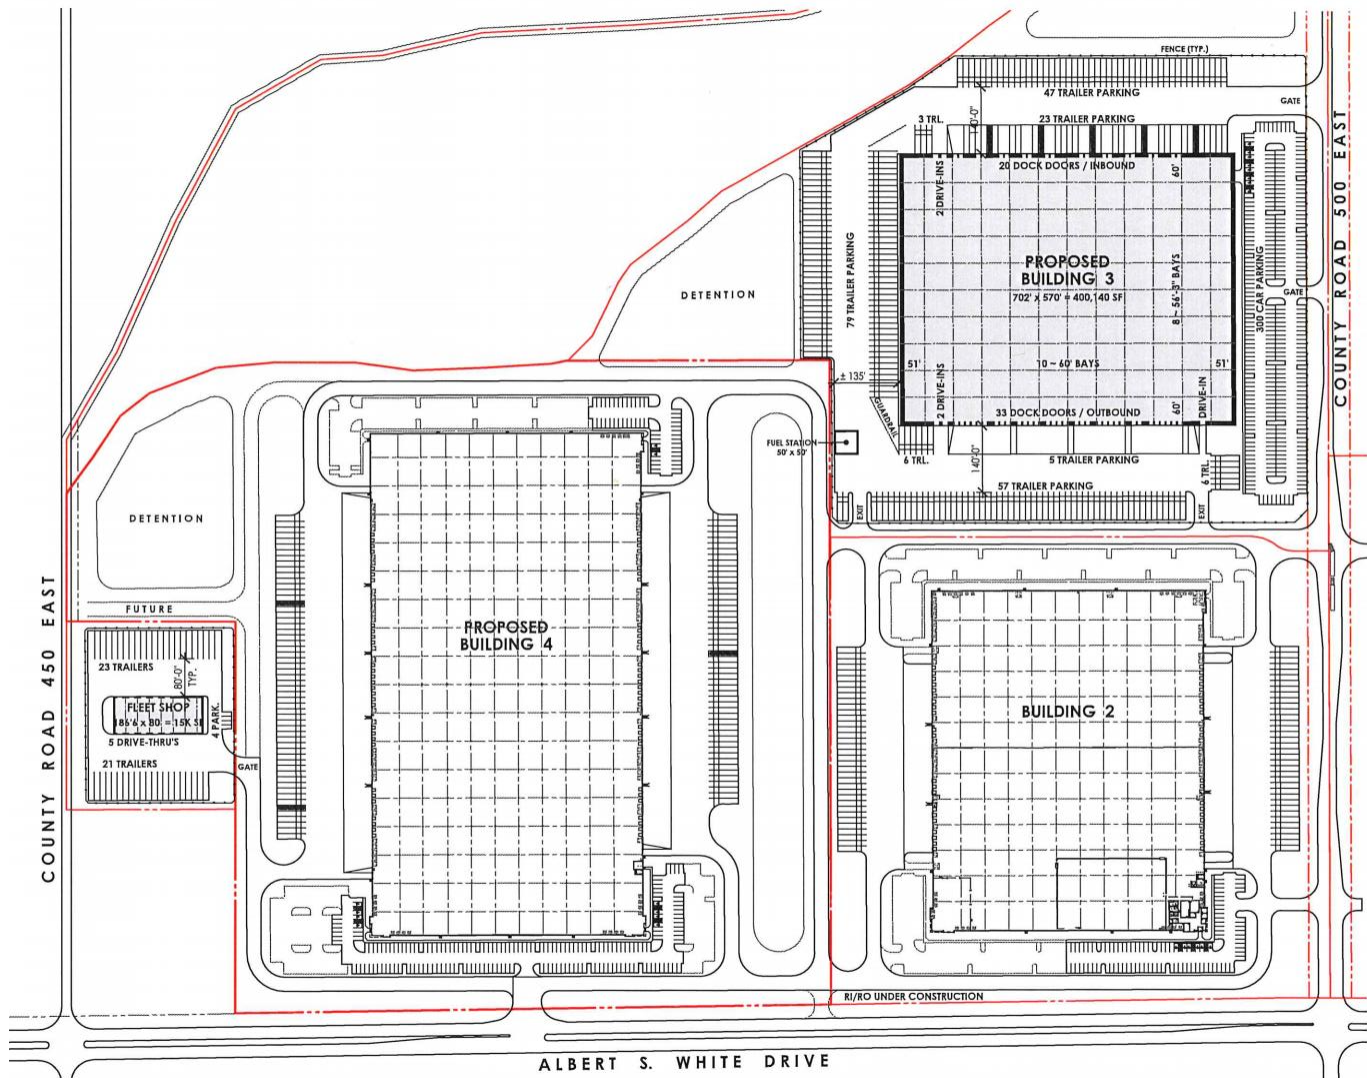 FENCE (TYP.)
47 TRAILER PARKING
GATE
140'-0"
3 TRL.
23 TRAILER PARKING
20 DOCK DOORS / INBOUND
2 DRIVE-INS
60'
COUNTY ROAD 500 EAST
DETENTION
79 TRAILER PARKING
PROPOSED
BUILDING 3
702' x 570' = 400,140 SF
8 ~ 56'-3" BAYS
300 CAR PARKING
GATE
51'
10 ~ 60' BAYS
51'
± 135'
2 DRIVE-INS
60'
DRIVE-IN
33 DOCK DOORS / OUTBOUND
GUARDRAIL
FUEL STATION
50' x 50'
6 TRL.
140'-0"
5 TRAILER PARKING
6 TRL.
57 TRAILER PARKING
EXIT
EXIT
DETENTION
COUNTY ROAD 450 EAST
FUTURE
PROPOSED
BUILDING 4
23 TRAILERS
80'-0"
TYP.
FLEET SHOP
186'6 x 80 = 15K SF
4 PARK.
5 DRIVE-THRU'S
21 TRAILERS
GATE
BUILDING 2
RI/RO UNDER CONSTRUCTION
ALBERT S. WHITE DRIVE